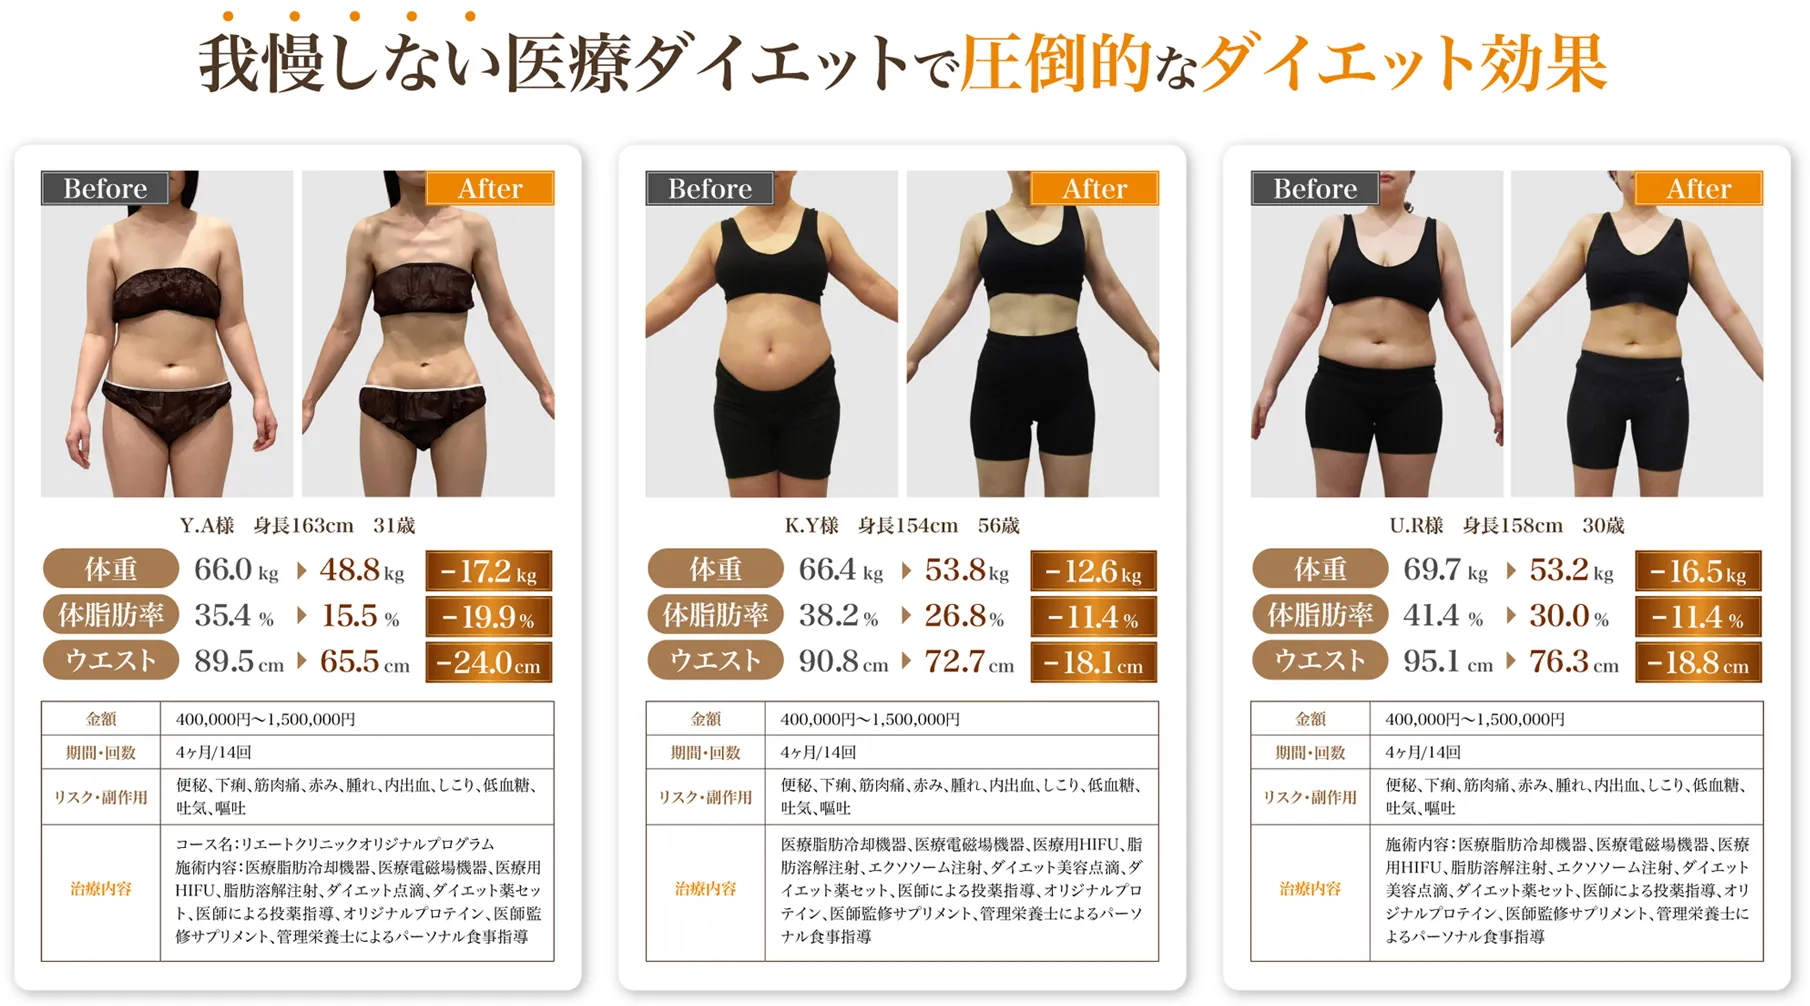 我慢しない医療ダイエットで圧倒的なダイエット効果
Before
After
Y.A様 身長163cm 31歳
体重 66.0 kg ▶ 48.8 kg −17.2 kg
体脂肪率 35.4 % ▶ 15.5 % −19.9 %
ウエスト 89.5 cm ▶ 65.5 cm −24.0 cm
金額 400,000円〜1,500,000円
期間・回数 4ヶ月/14回
リスク・副作用
便秘、下痢、筋肉痛、赤み、腫れ、内出血、しこり、低血糖、
吐気、嘔吐
治療内容
コース名：リエートクリニックオリジナルプログラム
施術内容：医療脂肪冷却機器、医療電磁場機器、医療用
HIFU、脂肪溶解注射、ダイエット点滴、ダイエット薬セッ
ト、医師による投薬指導、オリジナルプロテイン、医師監
修サプリメント、管理栄養士によるパーソナル食事指導
Before
After
K.Y様 身長154cm 56歳
体重 66.4 kg ▶ 53.8 kg −12.6 kg
体脂肪率 38.2 % ▶ 26.8 % −11.4 %
ウエスト 90.8 cm ▶ 72.7 cm −18.1 cm
金額 400,000円〜1,500,000円
期間・回数 4ヶ月/14回
リスク・副作用
便秘、下痢、筋肉痛、赤み、腫れ、内出血、しこり、低血糖、
吐気、嘔吐
治療内容
医療脂肪冷却機器、医療電磁場機器、医療用HIFU、脂
肪溶解注射、エクソソーム注射、ダイエット美容点滴、ダ
イエット薬セット、医師による投薬指導、オリジナルプロ
テイン、医師監修サプリメント、管理栄養士によるパーソ
ナル食事指導
Before
After
U.R様 身長158cm 30歳
体重 69.7 kg ▶ 53.2 kg −16.5 kg
体脂肪率 41.4 % ▶ 30.0 % −11.4 %
ウエスト 95.1 cm ▶ 76.3 cm −18.8 cm
金額 400,000円〜1,500,000円
期間・回数 4ヶ月/14回
リスク・副作用
便秘、下痢、筋肉痛、赤み、腫れ、内出血、しこり、低血糖、
吐気、嘔吐
治療内容
施術内容：医療脂肪冷却機器、医療電磁場機器、医療
用HIFU、脂肪溶解注射、エクソソーム注射、ダイエット
美容点滴、ダイエット薬セット、医師による投薬指導、オリ
ジナルプロテイン、医師監修サプリメント、管理栄養士に
よるパーソナル食事指導